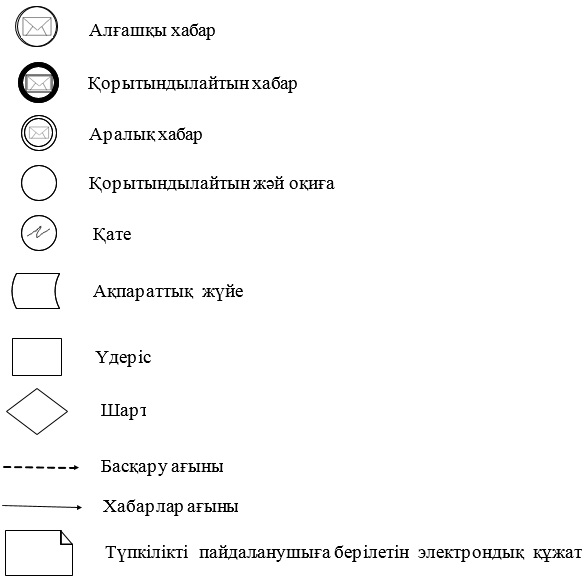 Алғашқы хабар
Қорытындылайтын хабар
Аралық хабар
Қорытындылайтын жәй оқиға
Қате
Ақпараттық жүйе
Үдеріс
Шарт
Басқару ағыны
Хабарлар ағыны
Түпкілікті пайдаланушыға берілетін электрондық құжат